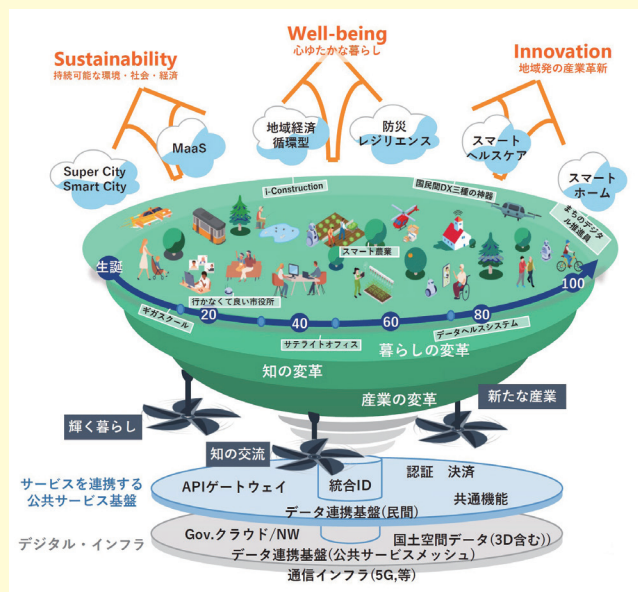 Sustainability
持続可能な環境・社会・経済
Well-being
心ゆたかな暮らし
Innovation
地域発の産業革新
Super City
Smart City
MaaS
地域経済
循環型
防災
レジリエンス
スマート
ヘルスケア
スマート
ホーム
i-Construction
国民間DX三種の神器
まちのデジ
タル推進員
スマート農業
生誕
行かなくて良い市役所
20
40
60
80
100
ギガスクール
サテライトオフィス
データヘルスシステム
暮らしの変革
知の変革
産業の変革
輝く暮らし
知の交流
新たな産業
サービスを連携する
公共サービス基盤
APIゲートウェイ
統合ID
認証 決済
共通機能
データ連携基盤(民間)
デジタル・インフラ
Gov.クラウド/NW
国土空間データ(3D含む))
データ連携基盤(公共サービスメッシュ)
通信インフラ(5G,等)